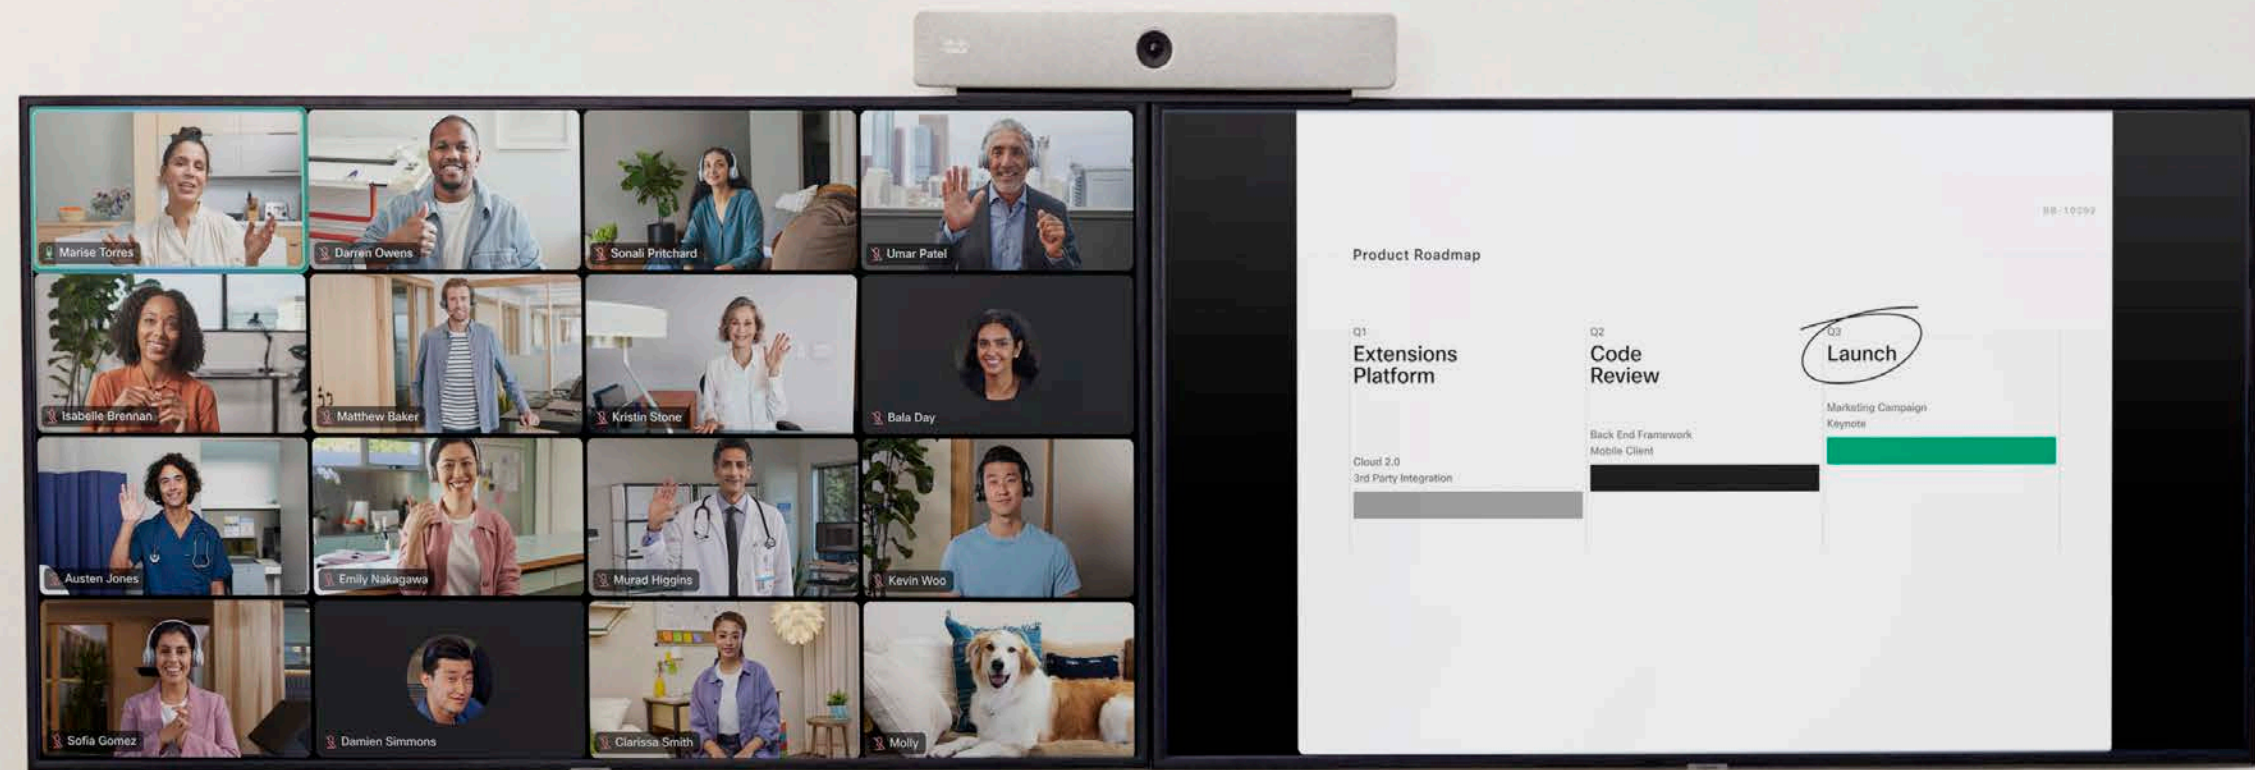 Marise Torres
Darren Owens
Sonali Pritchard
Umar Patel
Isabelle Brennan
Matthew Baker
Kristin Stone
Bala Day
Austen Jones
Emily Nakagawa
Murad Higgins
Kevin Woo
Sofia Gomez
Damien Simmons
Clarissa Smith
Molly
Product Roadmap
Q1
Extensions
Platform
Cloud 2.0
3rd Party Integration
Q2
Code
Review
Back End Framework
Mobile Client
Q3
Launch
Marketing Campaign
Keynote